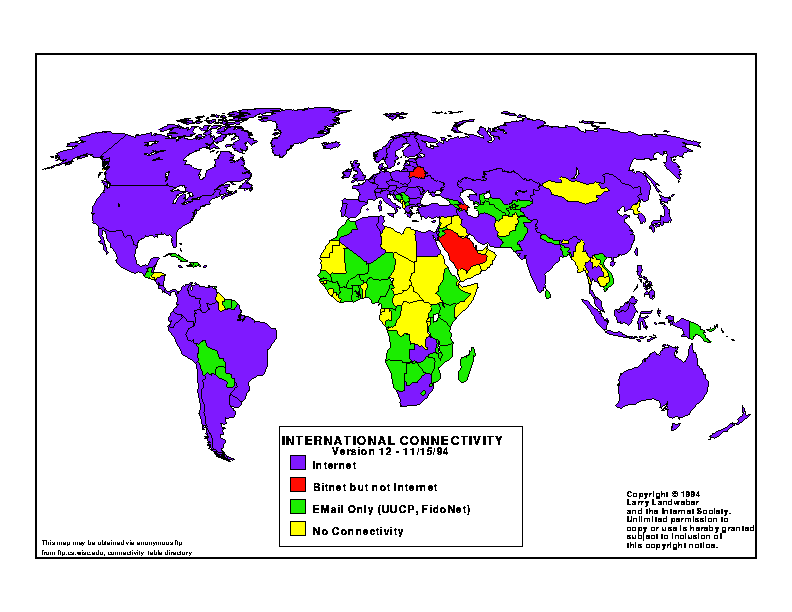 INTERNATIONAL CONNECTIVITY
Version 12 - 11/15/94
Internet
Bitnet but not Internet
EMail Only (UUCP, FidoNet)
No Connectivity
Copyright © 1994
Larry Landweber
and the Internet Society.
Unlimited permission to
copy or use is hereby granted
subject to inclusion of
this copyright notice.
This map may be obtained via anonymous ftp
from ftp.cs.wisc.edu, connectivity_table directory